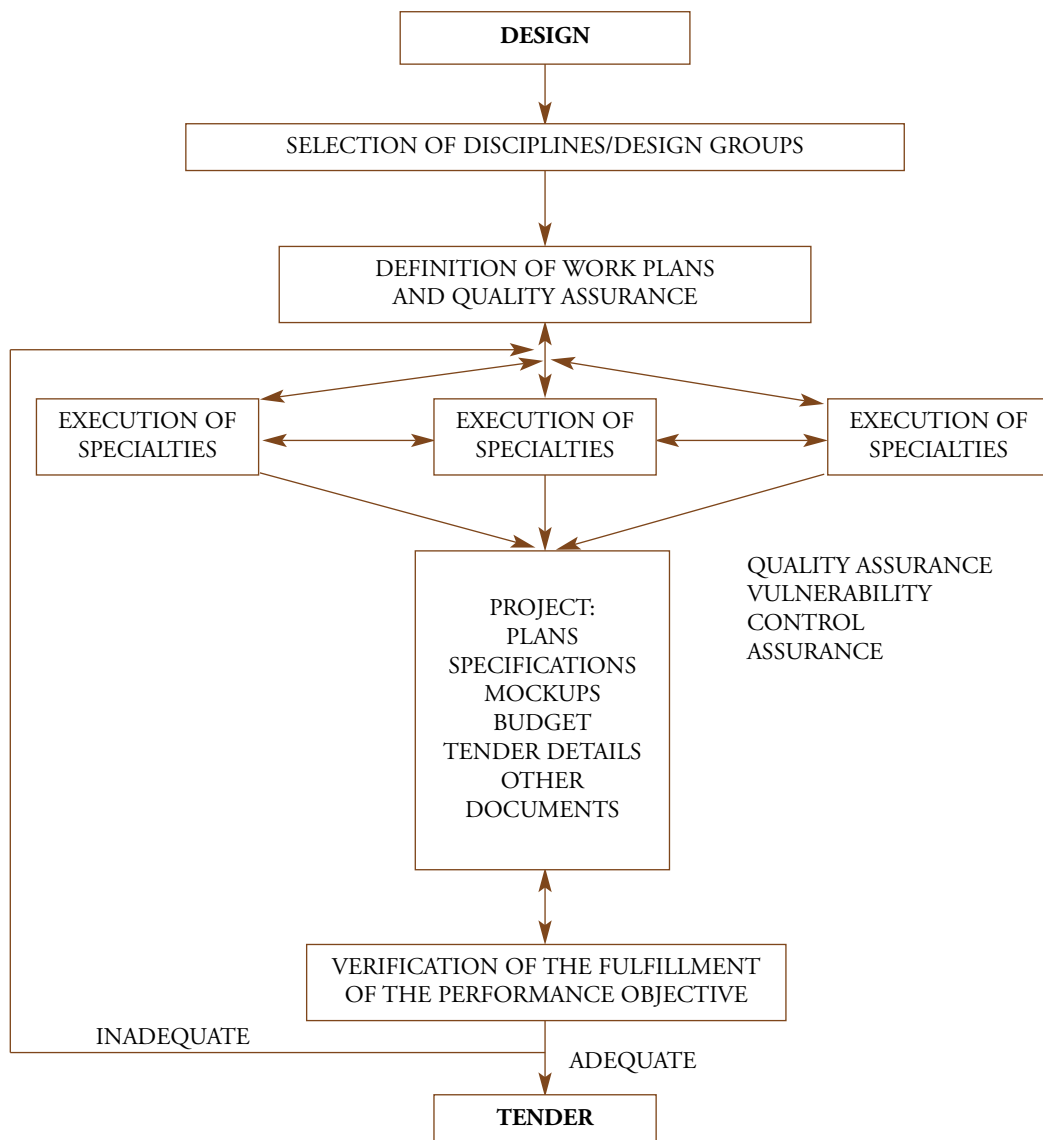 DESIGN
SELECTION OF DISCIPLINES/DESIGN GROUPS
DEFINITION OF WORK PLANS
AND QUALITY ASSURANCE
EXECUTION OF
SPECIALTIES
EXECUTION OF
SPECIALTIES
EXECUTION OF
SPECIALTIES
PROJECT:
PLANS
SPECIFICATIONS
MOCKUPS
BUDGET
TENDER DETAILS
OTHER
DOCUMENTS
QUALITY ASSURANCE
VULNERABILITY
CONTROL
ASSURANCE
VERIFICATION OF THE FULFILLMENT
OF THE PERFORMANCE OBJECTIVE
INADEQUATE
ADEQUATE
TENDER